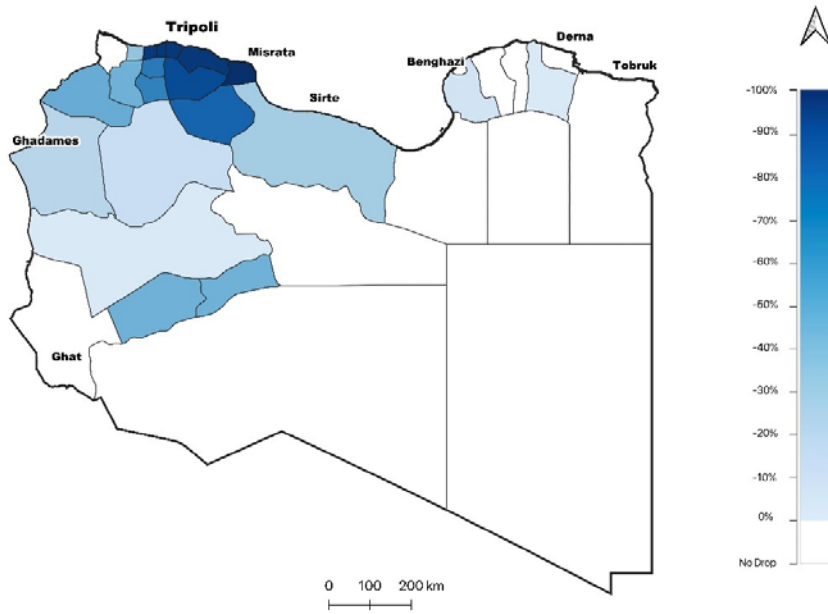 Tripoli
Misrata
Derna
Benghazi
Tobruk
Sirte
Ghadames
Ghat
-100%
-90%
-80%
-70%
-60%
-50%
-40%
-30%
-20%
-10%
0%
No Drop
0 100 200 km